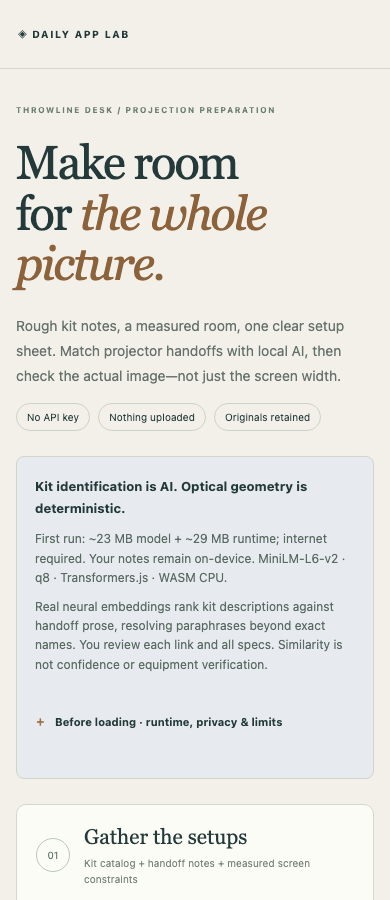 ◈ DAILY APP LAB
THROWLINE DESK / PROJECTION PREPARATION
Make room
for the whole
picture.
Rough kit notes, a measured room, one clear setup
sheet. Match projector handoffs with local AI, then
check the actual image—not just the screen width.
No API key
Nothing uploaded
Originals retained
Kit identification is AI. Optical geometry is
deterministic.
First run: ~23 MB model + ~29 MB runtime; internet
required. Your notes remain on-device. MiniLM-L6-v2 ·
q8 · Transformers.js · WASM CPU.
Real neural embeddings rank kit descriptions against
handoff prose, resolving paraphrases beyond exact
names. You review each link and all specs. Similarity is
not confidence or equipment verification.
+ Before loading · runtime, privacy & limits
01
Gather the setups
Kit catalog + handoff notes + measured screen
constraints